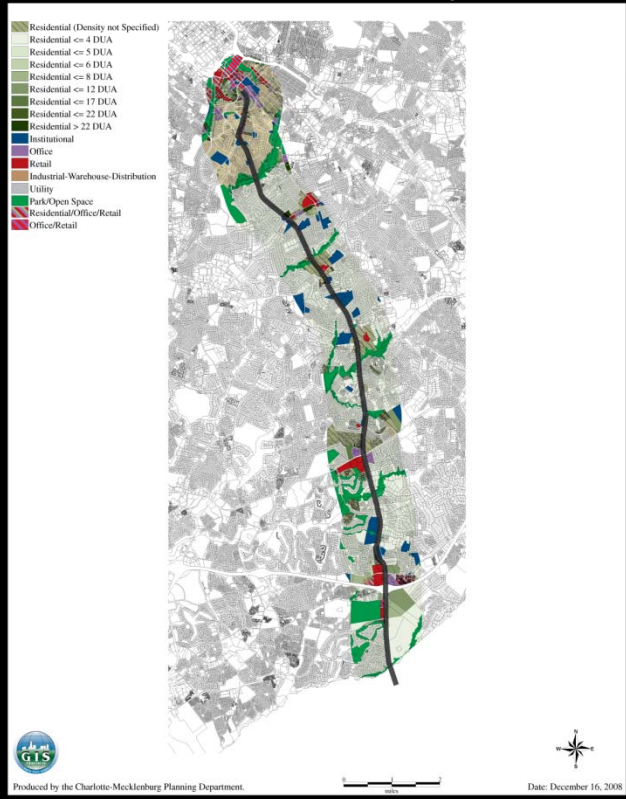 Residential (Density not Specified)
Residential <= 4 DUA
Residential <= 5 DUA
Residential <= 6 DUA
Residential <= 8 DUA
Residential <= 12 DUA
Residential <= 17 DUA
Residential <= 22 DUA
Residential > 22 DUA
Institutional
Office
Retail
Industrial-Warehouse-Distribution
Utility
Park/Open Space
Residential/Office/Retail
Office/Retail
GIS
N
W
E
S
Produced by the Charlotte-Mecklenburg Planning Department.
miles
Date: December 16, 2008